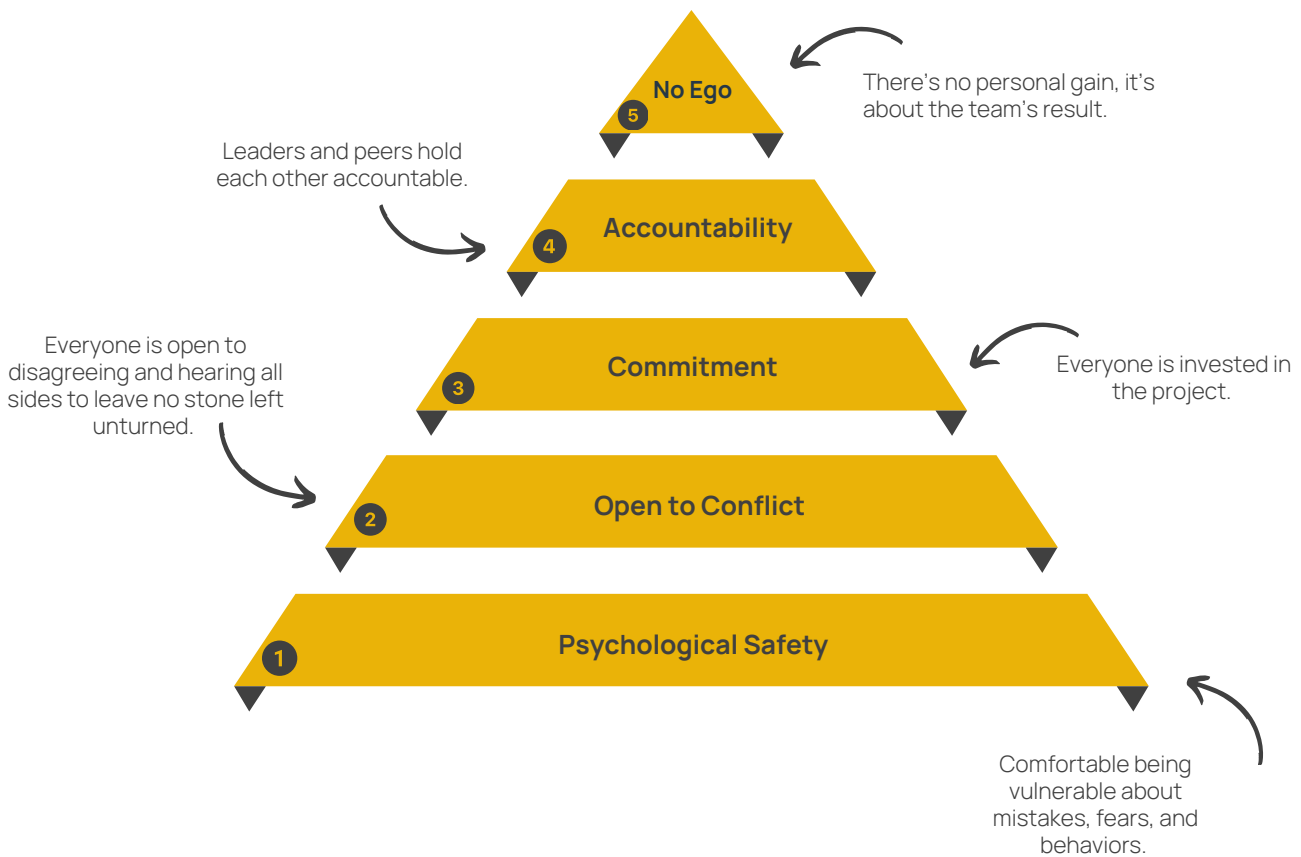 No Ego
5
There's no personal gain, it's
about the team's result.
Leaders and peers hold
each other accountable.
Accountability
4
Everyone is open to
disagreeing and hearing all
sides to leave no stone left
unturned.
Commitment
3
Everyone is invested in
the project.
Open to Conflict
2
Psychological Safety
1
Comfortable being
vulnerable about
mistakes, fears, and
behaviors.